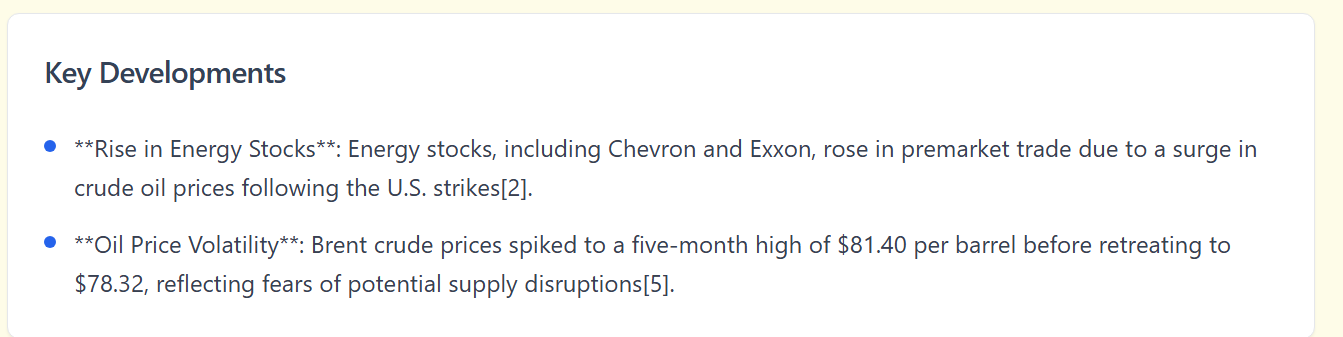 Key Developments
**Rise in Energy Stocks**: Energy stocks, including Chevron and Exxon, rose in premarket trade due to a surge in
crude oil prices following the U.S. strikes[2].
**Oil Price Volatility**: Brent crude prices spiked to a five-month high of $81.40 per barrel before retreating to
$78.32, reflecting fears of potential supply disruptions[5].